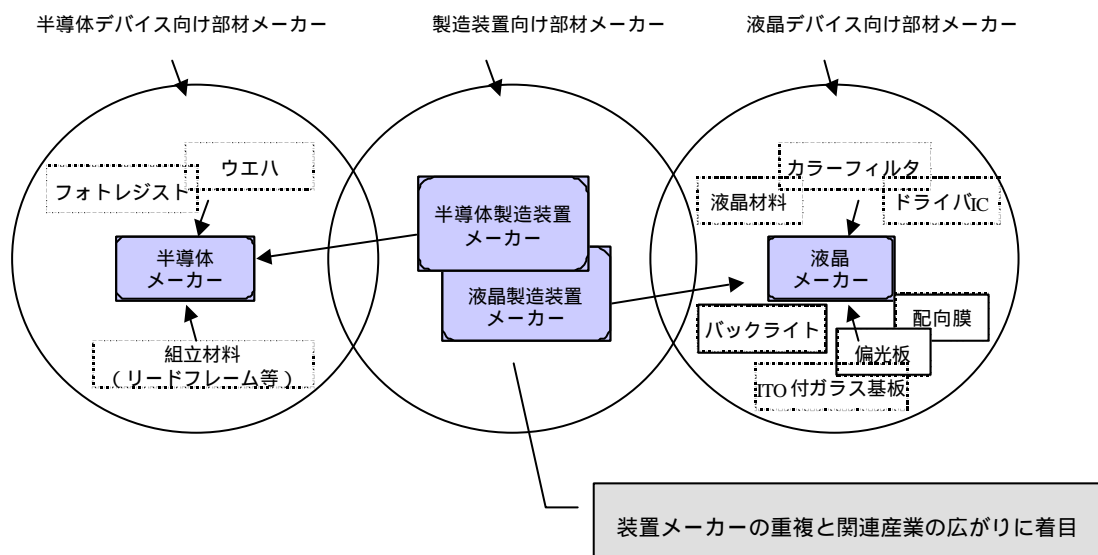 半導体デバイス向け部材メーカー
製造装置向け部材メーカー
液晶デバイス向け部材メーカー
ウエハ
フォトレジスト
半導体
メーカー
組立材料
(リードフレーム等)
半導体製造装置
メーカー
液晶製造装置
メーカー
カラーフィルタ
液晶材料
ドライバIC
液晶
メーカー
バックライト
配向膜
偏光板
ITO付ガラス基板
装置メーカーの重複と関連産業の広がりに着目